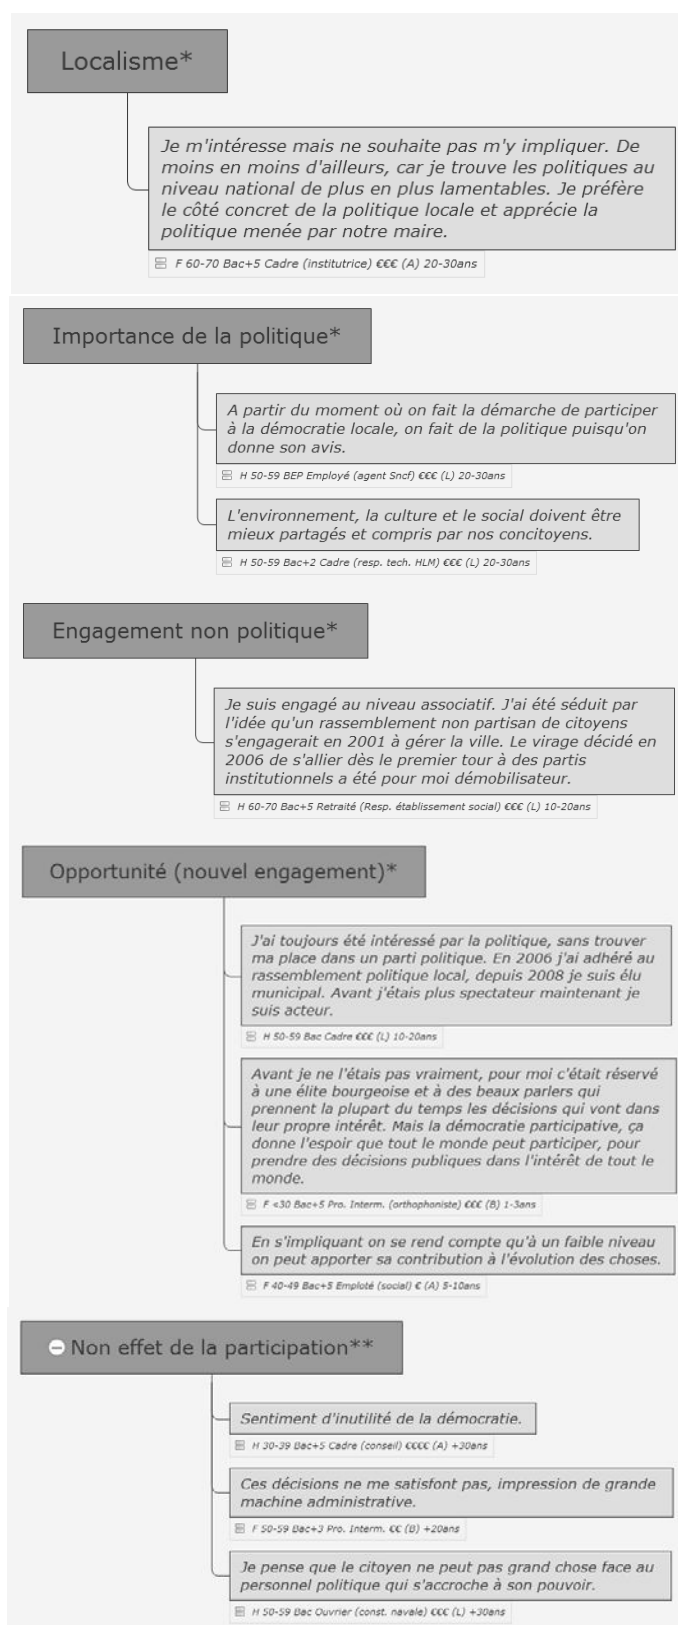 Localisme*
Je m'intéresse mais ne souhaite pas m'y impliquer. De
moins en moins d'ailleurs, car je trouve les politiques au
niveau national de plus en plus lamentables. Je préfère
le côté concret de la politique locale et apprécie la
politique menée par notre maire.
F 60-70 Bac+5 Cadre (institutrice) €€€ (A) 20-30ans
Importance de la politique*
A partir du moment où on fait la démarche de participer
à la démocratie locale, on fait de la politique puisqu'on
donne son avis.
H 50-59 BEP Employé (agent Sncf) €€€ (L) 20-30ans
L'environnement, la culture et le social doivent être
mieux partagés et compris par nos concitoyens.
H 50-59 Bac+2 Cadre (resp. tech. HLM) €€€ (L) 20-30ans
Engagement non politique*
Je suis engagé au niveau associatif. J'ai été séduit par
l'idée qu'un rassemblement non partisan de citoyens
s'engagerait en 2001 à gérer la ville. Le virage décidé en
2006 de s'allier dès le premier tour à des partis
institutionnels a été pour moi démobilisateur.
H 60-70 Bac+5 Retraité (Resp. établissement social) €€€ (L) 10-20ans
Opportunité (nouvel engagement)*
J'ai toujours été intéressé par la politique, sans trouver
ma place dans un parti politique. En 2006 j'ai adhéré au
rassemblement politique local, depuis 2008 je suis élu
municipal. Avant j'étais plus spectateur maintenant je
suis acteur.
H 50-59 Bac Cadre €€€ (L) 10-20ans
Avant je ne l'étais pas vraiment, pour moi c'était réservé
à une élite bourgeoise et à des beaux parlers qui
prennent la plupart du temps les décisions qui vont dans
leur propre intérêt. Mais la démocratie participative, ça
donne l'espoir que tout le monde peut participer, pour
prendre des décisions publiques dans l'intérêt de tout le
monde.
F <30 Bac+5 Pro. Interm. (orthophoniste) €€€ (B) 1-3ans
En s'impliquant on se rend compte qu'à un faible niveau
on peut apporter sa contribution à l'évolution des choses.
F 40-49 Bac+5 Emploté (social) € (A) 5-10ans
Non effet de la participation**
Sentiment d'inutilité de la démocratie.
H 30-39 Bac+5 Cadre (conseil) €€€€ (A) +30ans
Ces décisions ne me satisfont pas, impression de grande
machine administrative.
F 50-59 Bac+3 Pro. Interm. €€ (B) +20ans
Je pense que le citoyen ne peut pas grand chose face au
personnel politique qui s'accroche à son pouvoir.
H 50-59 Bac Ouvrier (const. navale) €€€ (L) +30ans